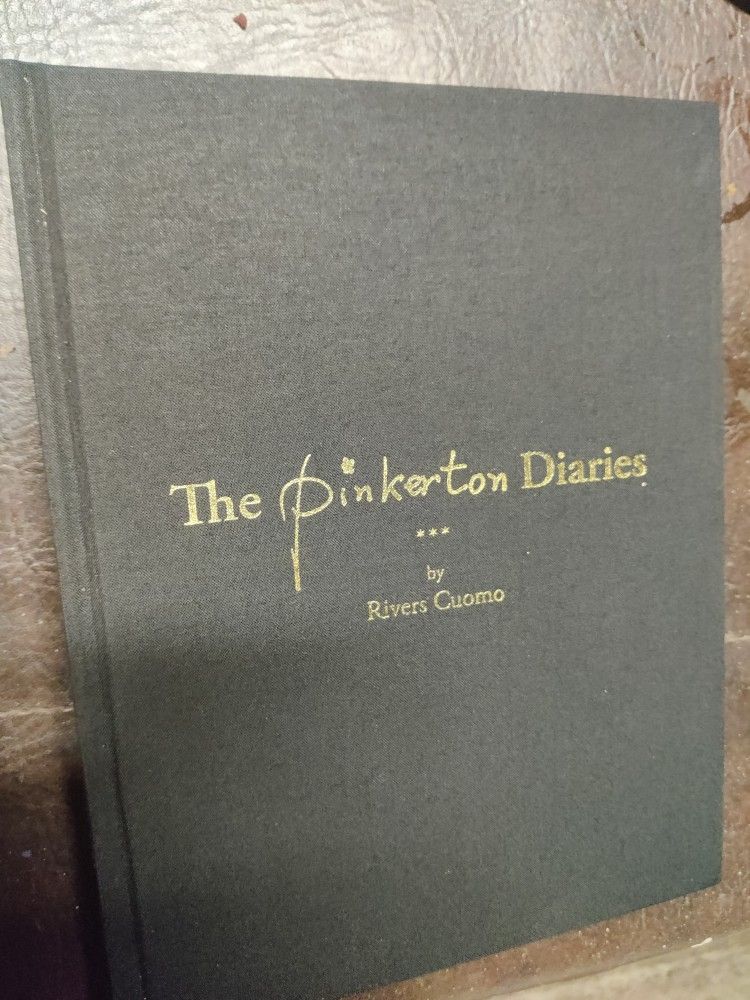 The pinkerton Diaries
***
by
Rivers Cuomo